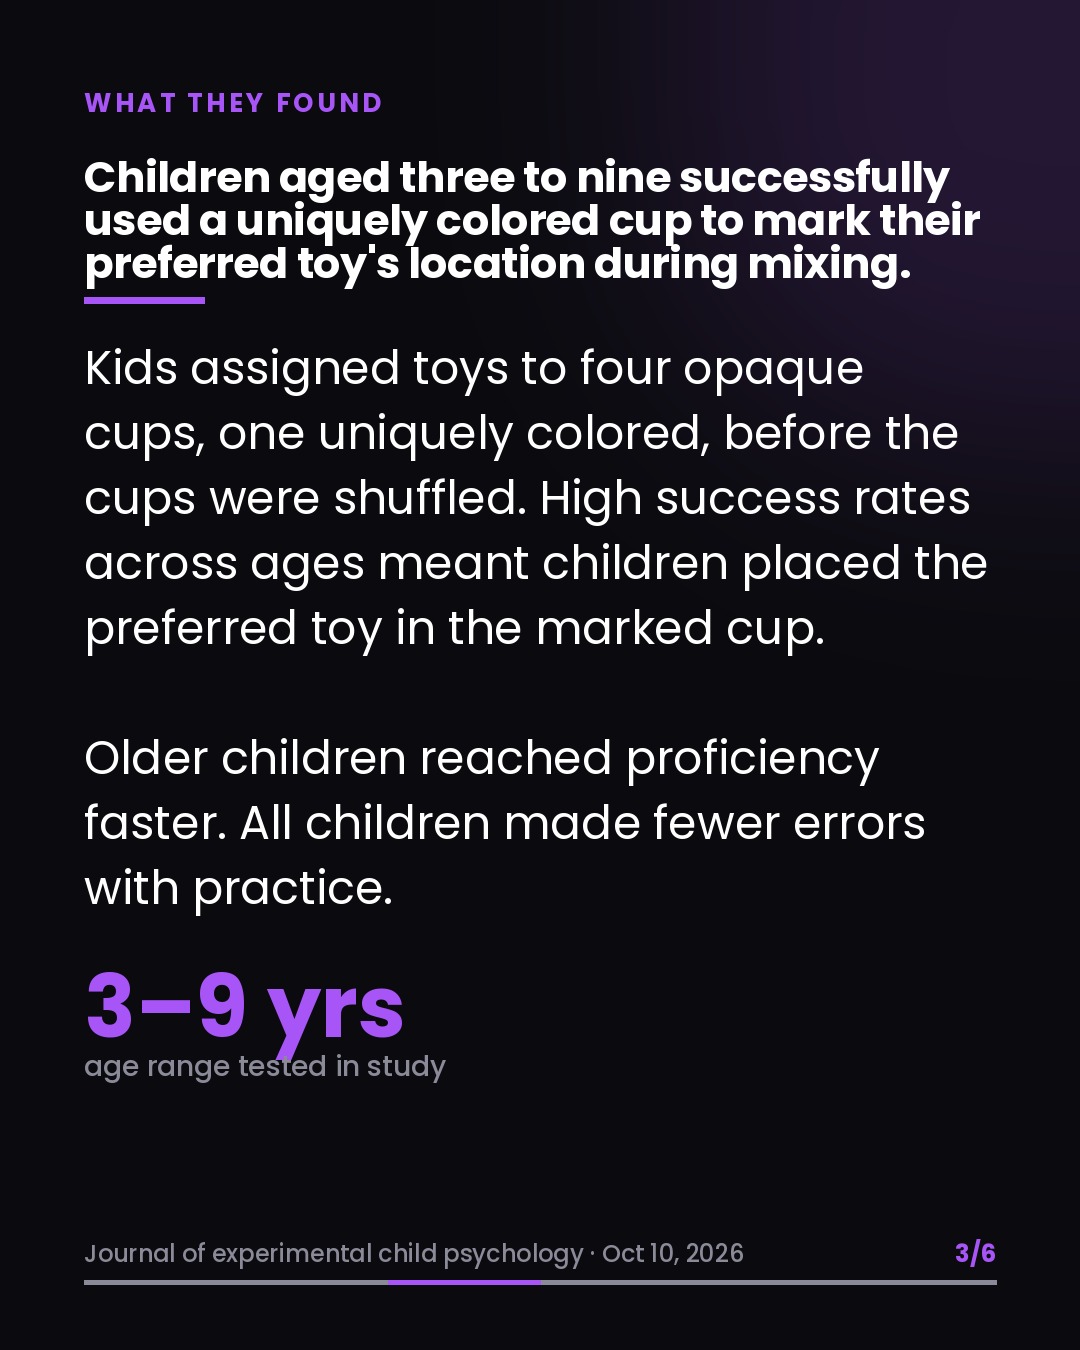 WHAT THEY FOUND
Children aged three to nine successfully
used a uniquely colored cup to mark their
preferred toy's location during mixing.
Kids assigned toys to four opaque
cups, one uniquely colored, before the
cups were shuffled. High success rates
across ages meant children placed the
preferred toy in the marked cup.
Older children reached proficiency
faster. All children made fewer errors
with practice.
3–9 yrs
age range tested in study
Journal of experimental child psychology · Oct 10, 2026
3/6